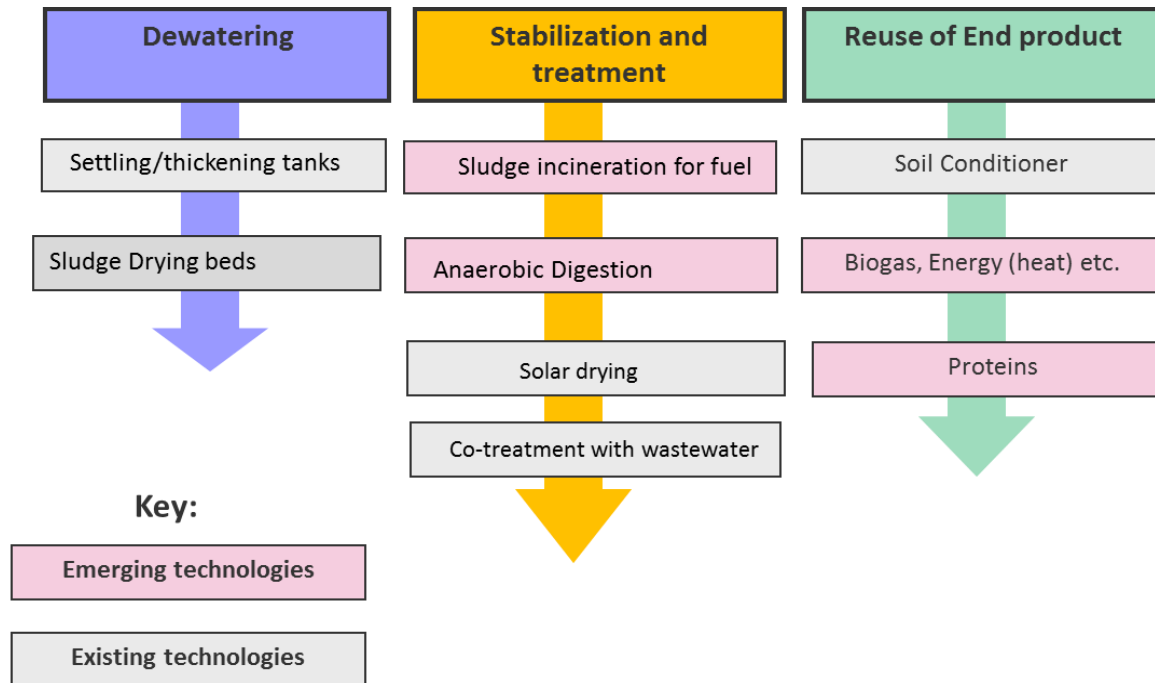 Dewatering
Settling/thickening tanks
Sludge Drying beds
Stabilization and
treatment
Sludge incineration for fuel
Anaerobic Digestion
Solar drying
Co-treatment with wastewater
Reuse of End product
Soil Conditioner
Biogas, Energy (heat) etc.
Proteins
Key:
Emerging technologies
Existing technologies